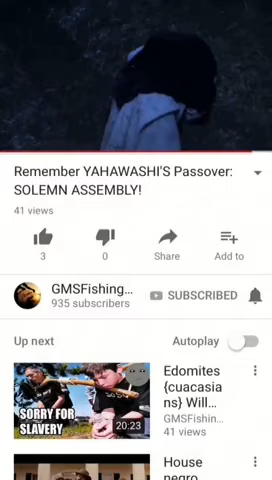 Remember YAHAWASHI'S Passover:
SOLEMN ASSEMBLY!
41 views
3
0
Share
Add to
GMSFishing...
935 subscribers
SUBSCRIBED
Up next
Autoplay
SORRY FOR
SLAVERY
20:23
Edomites
{cuacasia
ns} Will...
GMSFishin...
41 views
House
negro